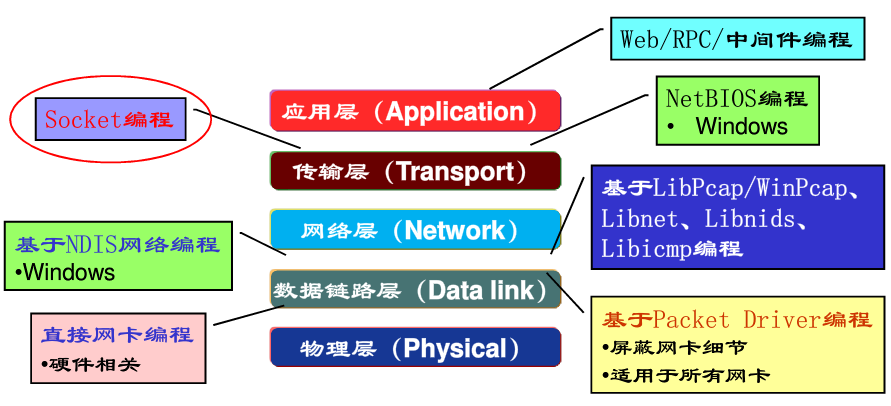 Web/RPC/中间件编程
Socket编程
应用层（Application）
NetBIOS编程
• Windows
传输层（Transport）
基于LibPcap/WinPcap、
Libnet、Libnids、
Libicmp编程
网络层（Network）
基于NDIS网络编程
•Windows
数据链路层（Data link）
基于Packet Driver编程
•屏蔽网卡细节
•适用于所有网卡
直接网卡编程
•硬件相关
物理层（Physical）